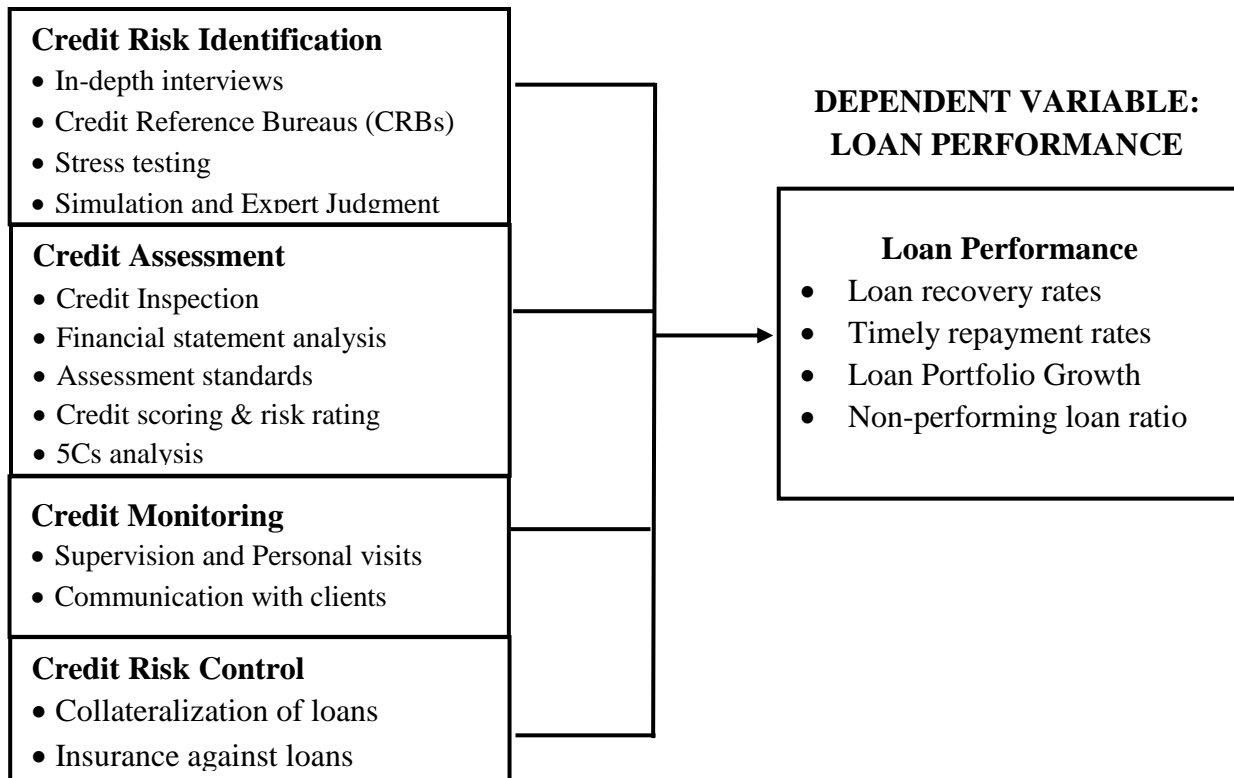 Credit Risk Identification
• In-depth interviews
• Credit Reference Bureaus (CRBs)
• Stress testing
• Simulation and Expert Judgment
Credit Assessment
• Credit Inspection
• Financial statement analysis
• Assessment standards
• Credit scoring & risk rating
• 5Cs analysis
Credit Monitoring
• Supervision and Personal visits
• Communication with clients
Credit Risk Control
• Collateralization of loans
• Insurance against loans
DEPENDENT VARIABLE:
LOAN PERFORMANCE
Loan Performance
• Loan recovery rates
• Timely repayment rates
• Loan Portfolio Growth
• Non-performing loan ratio